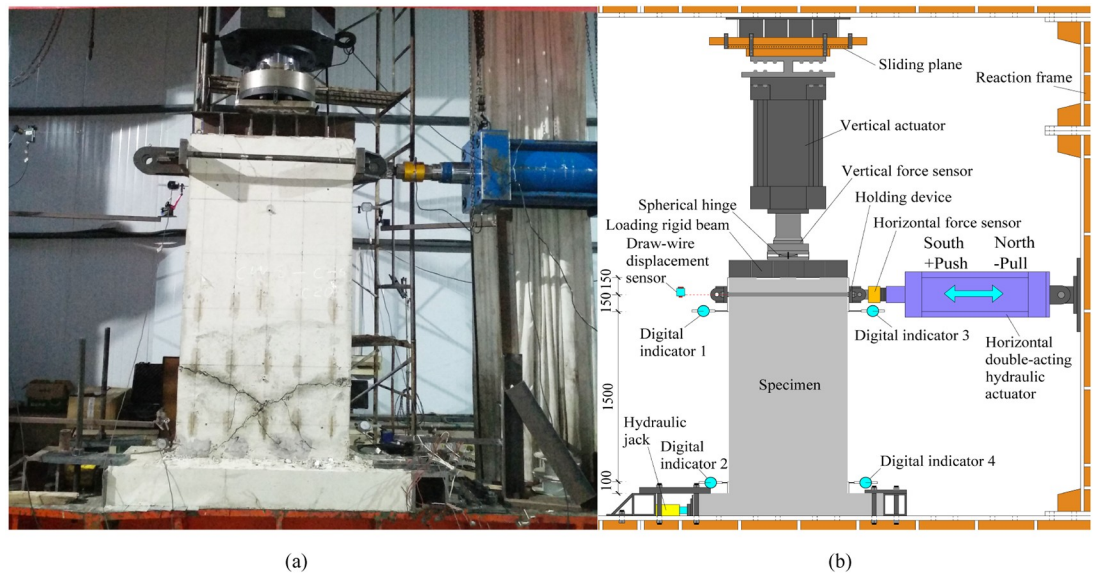 Sliding plane
Reaction frame
Vertical actuator
Vertical force sensor
Spherical hinge
Holding device
Loading rigid beam
Horizontal force sensor
Draw-wire
displacement
sensor
South
+Push
North
-Pull
150
150
Digital
indicator 1
Digital indicator 3
Horizontal
double-acting
hydraulic
actuator
Specimen
1500
Hydraulic
jack
Digital
indicator 2
Digital indicator 4
100
(a)
(b)